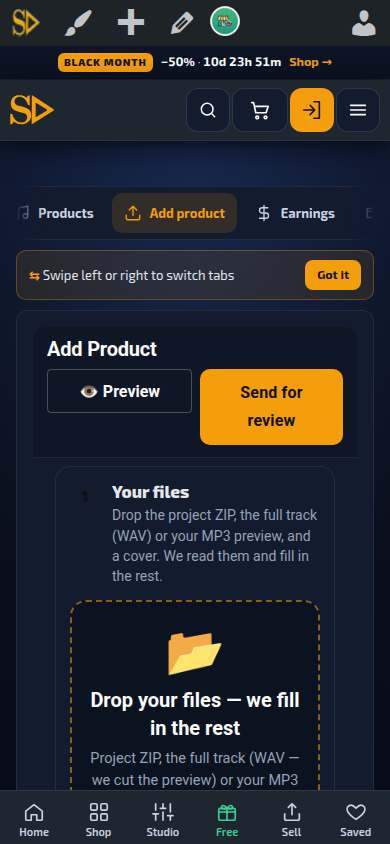 BLACK MONTH −50% · 10d 23h 51m Shop →
Products Add product Earnings
⇆ Swipe left or right to switch tabs Got it
Add Product
Preview
Send for
review
Your files
Drop the project ZIP, the full track
(WAV) or your MP3 preview, and
a cover. We read them and fill in
the rest.
Drop your files — we fill
in the rest
Project ZIP, the full track (WAV —
we cut the preview) or your MP3
Home Shop Studio Free Sell Saved